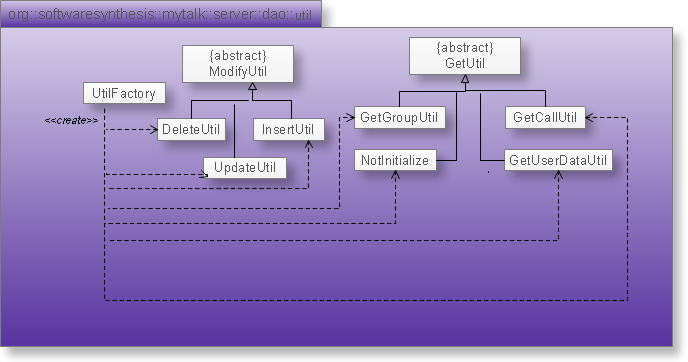 org::softwaresynthesis::mytalk::server::dao::util
{abstract}
ModifyUtil
{abstract}
GetUtil
UtilFactory
<<create>>
DeleteUtil
InsertUtil
GetGroupUtil
GetCallUtil
UpdateUtil
NotInitialize
GetUserDataUtil